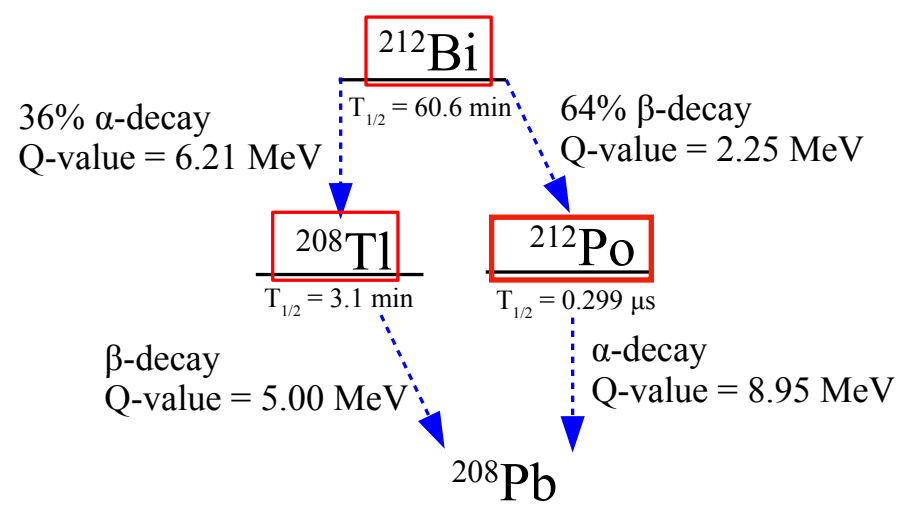 ²¹²Bi
T₁/₂ = 60.6 min
36% α-decay
Q-value = 6.21 MeV
64% β-decay
Q-value = 2.25 MeV
²⁰⁸Tl
T₁/₂ = 3.1 min
²¹²Po
T₁/₂ = 0.299 μs
β-decay
Q-value = 5.00 MeV
α-decay
Q-value = 8.95 MeV
²⁰⁸Pb